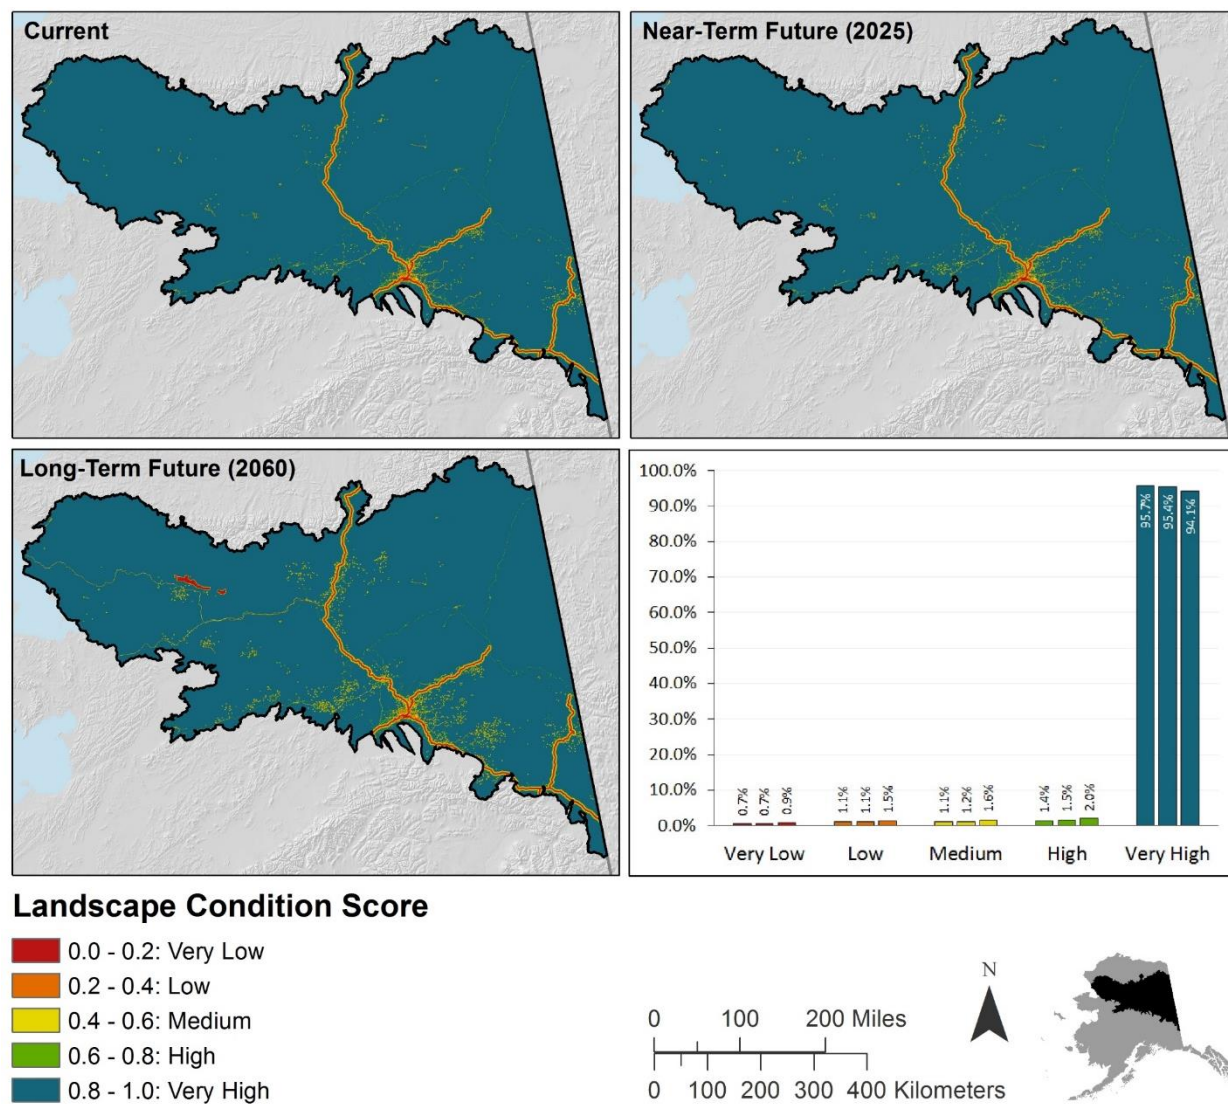 Current
Near-Term Future (2025)
Long-Term Future (2060)
100.0%
90.0%
80.0%
70.0%
60.0%
50.0%
40.0%
30.0%
20.0%
10.0%
0.0%
0.7%
0.7%
0.9%
1.1%
1.1%
1.5%
1.1%
1.2%
1.6%
1.4%
1.5%
2.0%
95.7%
95.4%
94.1%
Very Low
Low
Medium
High
Very High
Landscape Condition Score
0.0 - 0.2: Very Low
0.2 - 0.4: Low
0.4 - 0.6: Medium
0.6 - 0.8: High
0.8 - 1.0: Very High
0 100 200 Miles
0 100 200 300 400 Kilometers
N